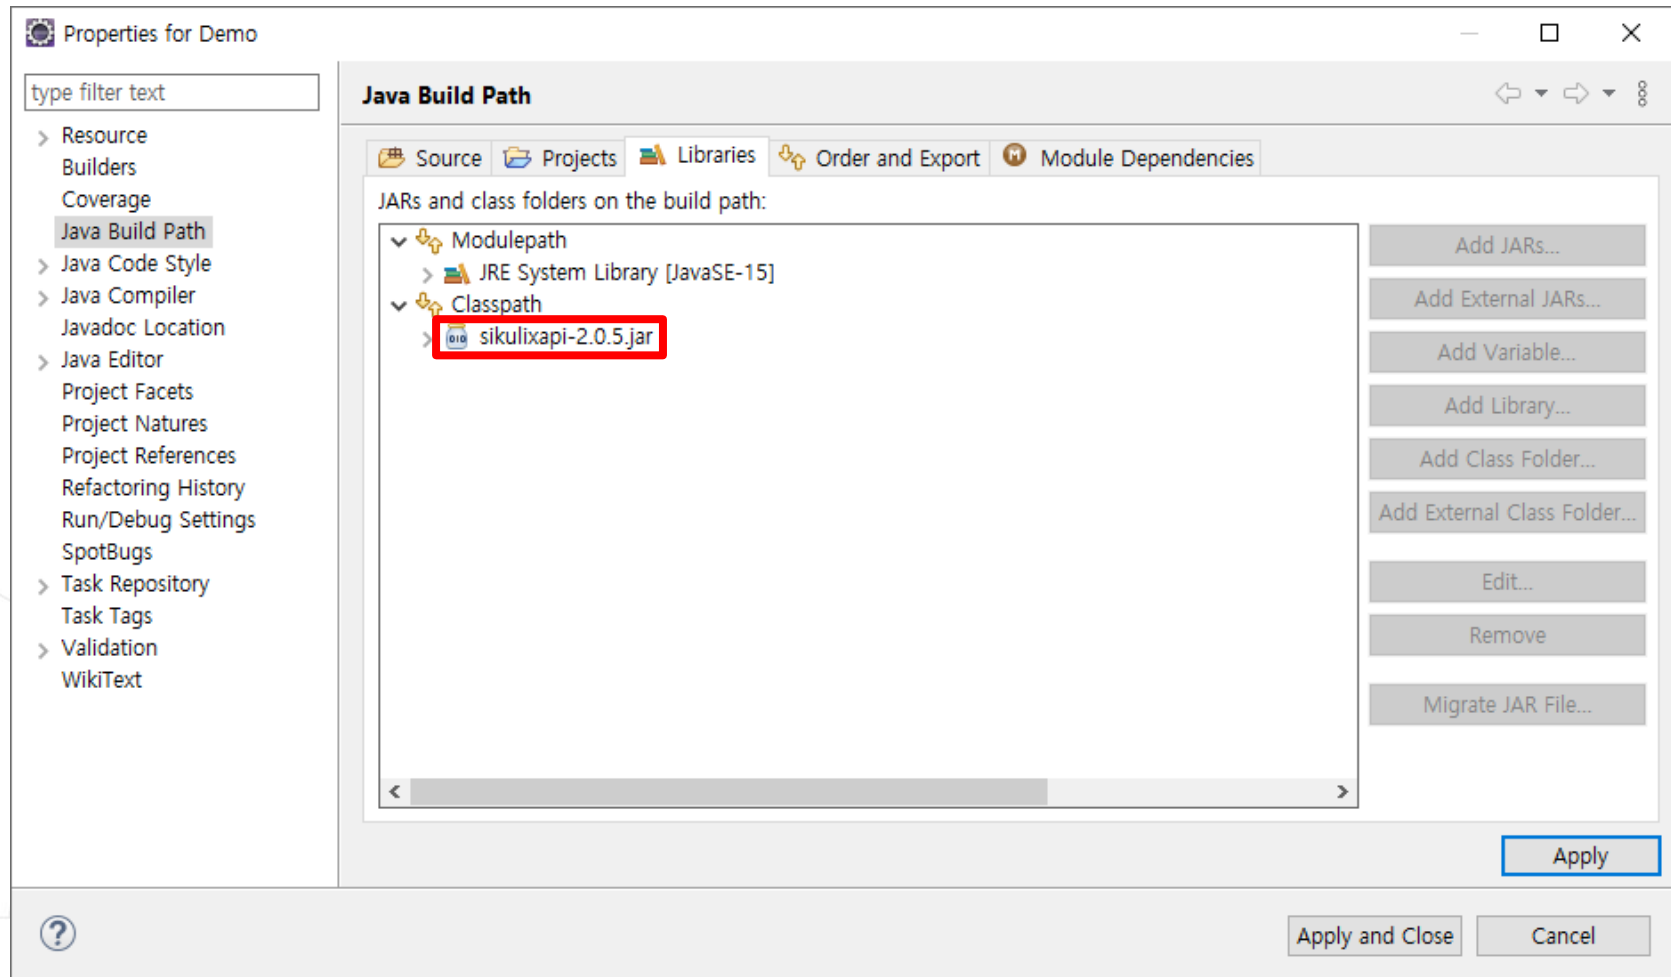 Properties for Demo
type filter text
Resource
Builders
Coverage
Java Build Path
Java Code Style
Java Compiler
Javadoc Location
Java Editor
Project Facets
Project Natures
Project References
Refactoring History
Run/Debug Settings
SpotBugs
Task Repository
Task Tags
Validation
WikiText
Java Build Path
Source Projects Libraries Order and Export Module Dependencies
JARs and class folders on the build path:
Modulepath
JRE System Library [JavaSE-15]
Classpath
sikulixapi-2.0.5.jar
Add JARs...
Add External JARs...
Add Variable...
Add Library...
Add Class Folder...
Add External Class Folder...
Edit...
Remove
Migrate JAR File...
Apply
Apply and Close Cancel